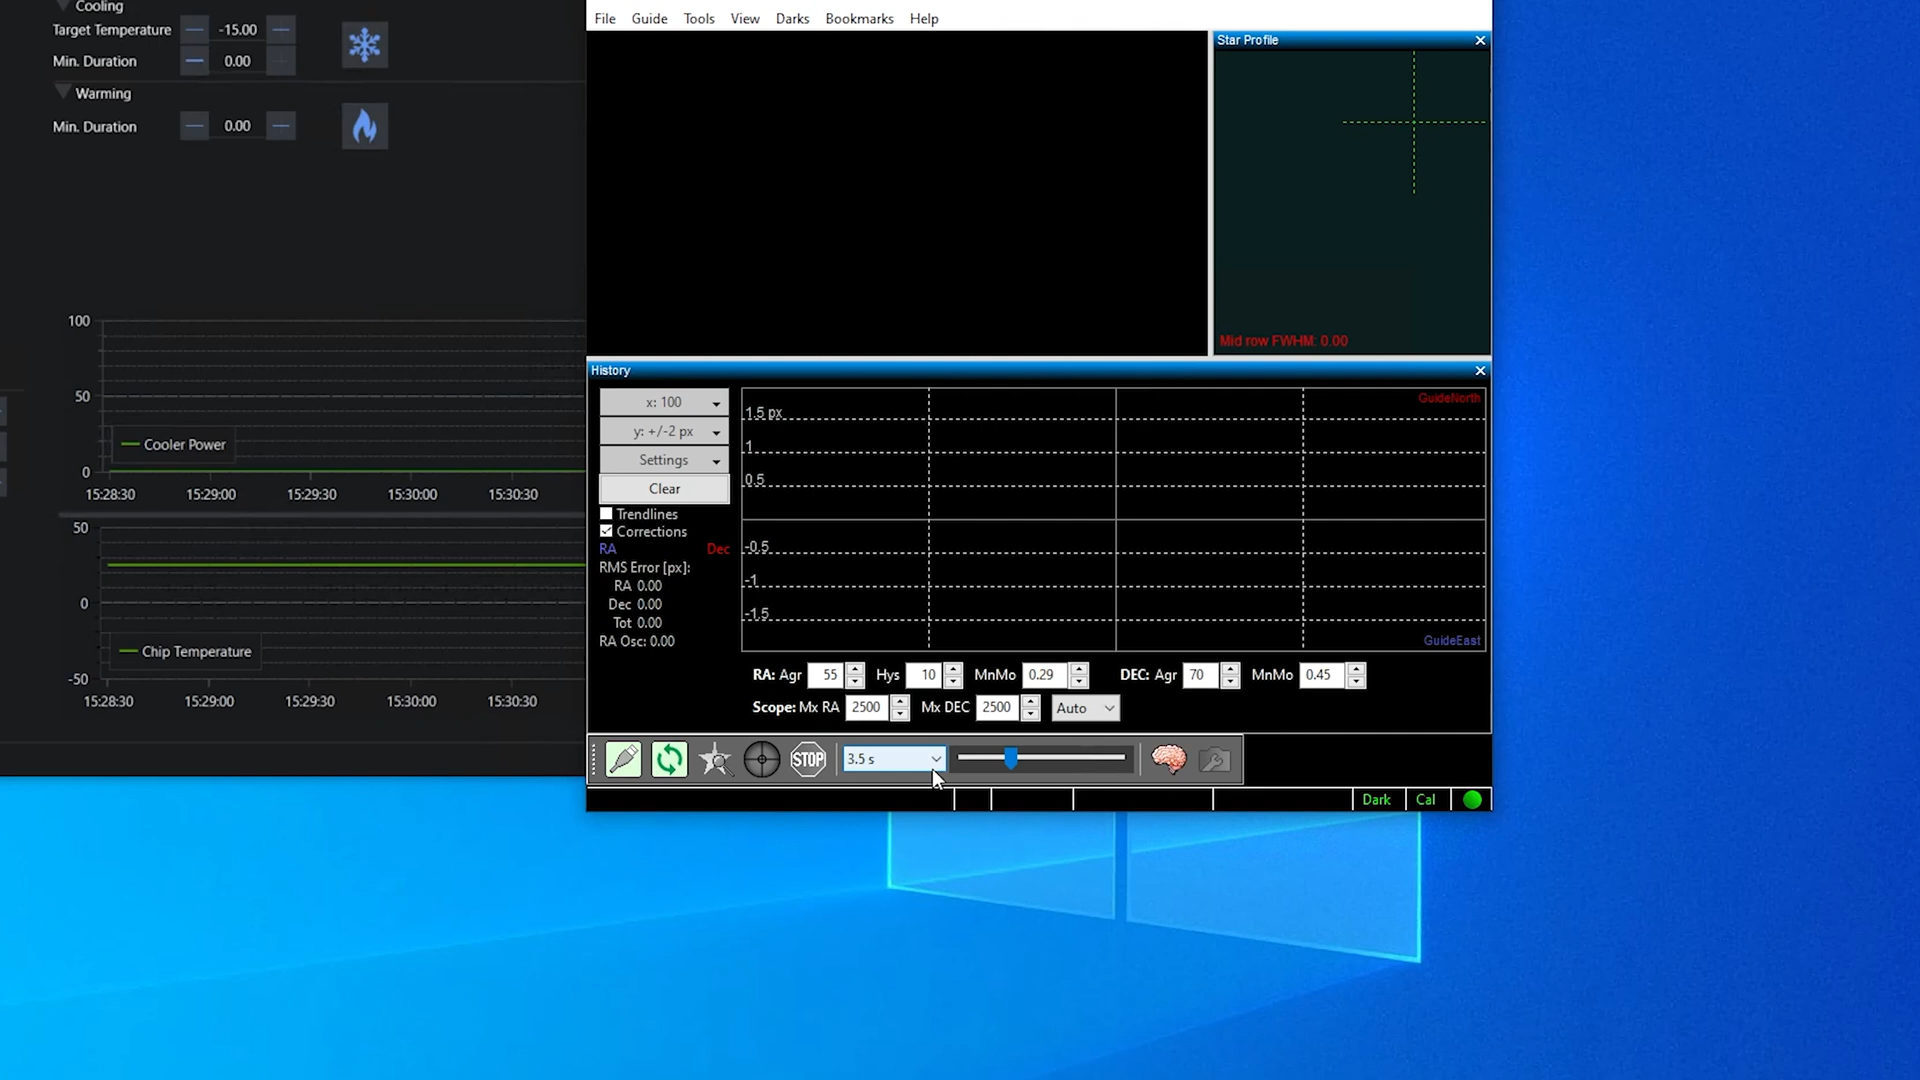 Cooling
Target Temperature -15.00
Min. Duration 0.00
Warming
Min. Duration 0.00
100
50
0
Cooler Power
15:28:30 15:29:00 15:29:30 15:30:00 15:30:30
50
0
-50
Chip Temperature
15:28:30 15:29:00 15:29:30 15:30:00 15:30:30
File Guide Tools View Darks Bookmarks Help
Star Profile
Mid row FWHM: 0.00
History
x: 100
y: +/-2 px
Settings
Clear
Trendlines
Corrections
RA Dec
RMS Error [px]:
RA 0.00
Dec 0.00
Tot 0.00
RA Osc: 0.00
GuideNorth
1.5 px
1
0.5
-0.5
-1
-1.5
GuideEast
RA: Agr 55 Hys 10 MnMo 0.29 DEC: Agr 70 MnMo 0.45
Scope: Mx RA 2500 Mx DEC 2500 Auto
STOP 3.5 s
Dark Cal